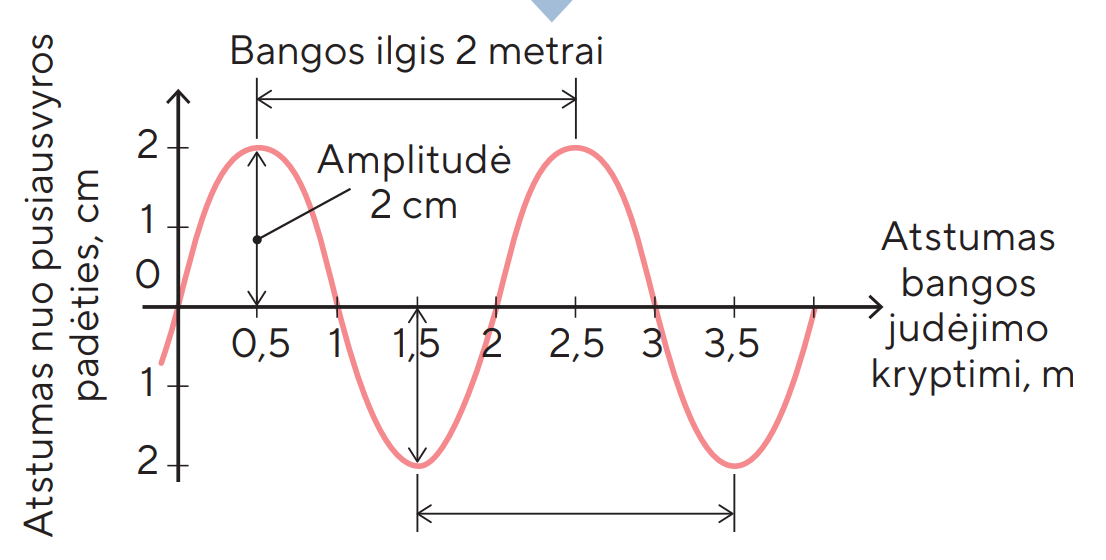 Bangos ilgis 2 metrai
Atstumas nuo pusiausvyros
padėties, cm
2
1
0
1
2
Amplitudė
2 cm
0,5 1 1,5 2 2,5 3 3,5
Atstumas
bangos
judėjimo
kryptimi, m